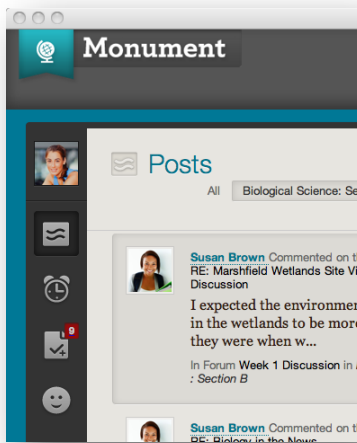 Monument
Posts
All Biological Science: Se
Susan Brown Commented on t
RE: Marshfield Wetlands Site Vi
Discussion
I expected the environmen
in the wetlands to be more
they were when w...
9
In Forum Week 1 Discussion in
: Section B
Susan Brown Commented on t
RE: Biology in the News